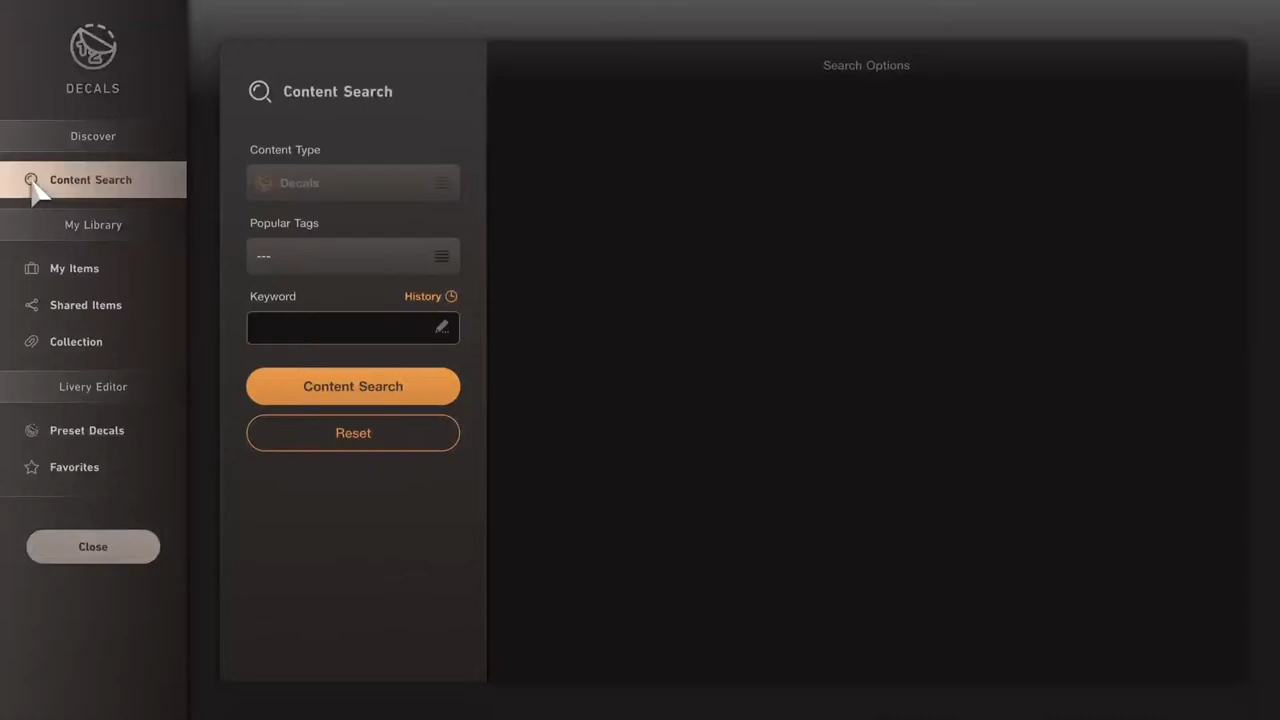 DECALS
Discover
Content Search
My Library
My Items
Shared Items
Collection
Livery Editor
Preset Decals
Favorites
Close
Content Search
Content Type
Decals
Popular Tags
---
Keyword
History
Content Search
Reset
Search Options